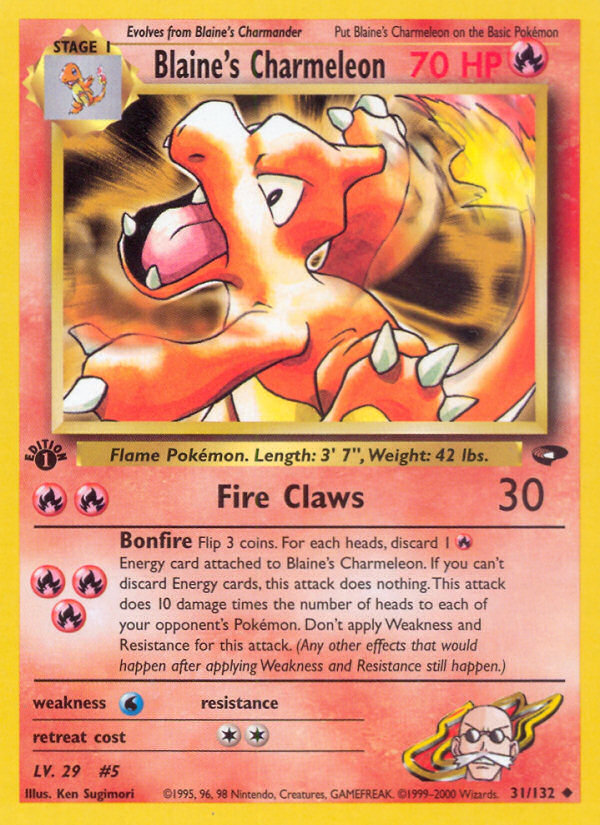 Evolves from Blaine's Charmander
Put Blaine's Charmeleon on the Basic Pokémon
STAGE 1
Blaine's Charmeleon 70 HP
EDITION
1
Flame Pokémon. Length: 3' 7", Weight: 42 lbs.
Fire Claws 30
Bonfire Flip 3 coins. For each heads, discard 1
Energy card attached to Blaine's Charmeleon. If you can't
discard Energy cards, this attack does nothing. This attack
does 10 damage times the number of heads to each of
your opponent's Pokémon. Don't apply Weakness and
Resistance for this attack. (Any other effects that would
happen after applying Weakness and Resistance still happen.)
weakness resistance
retreat cost
LV. 29 #5
Illus. Ken Sugimori ©1995, 96, 98 Nintendo, Creatures, GAMEFREAK. ©1999-2000 Wizards. 31/132